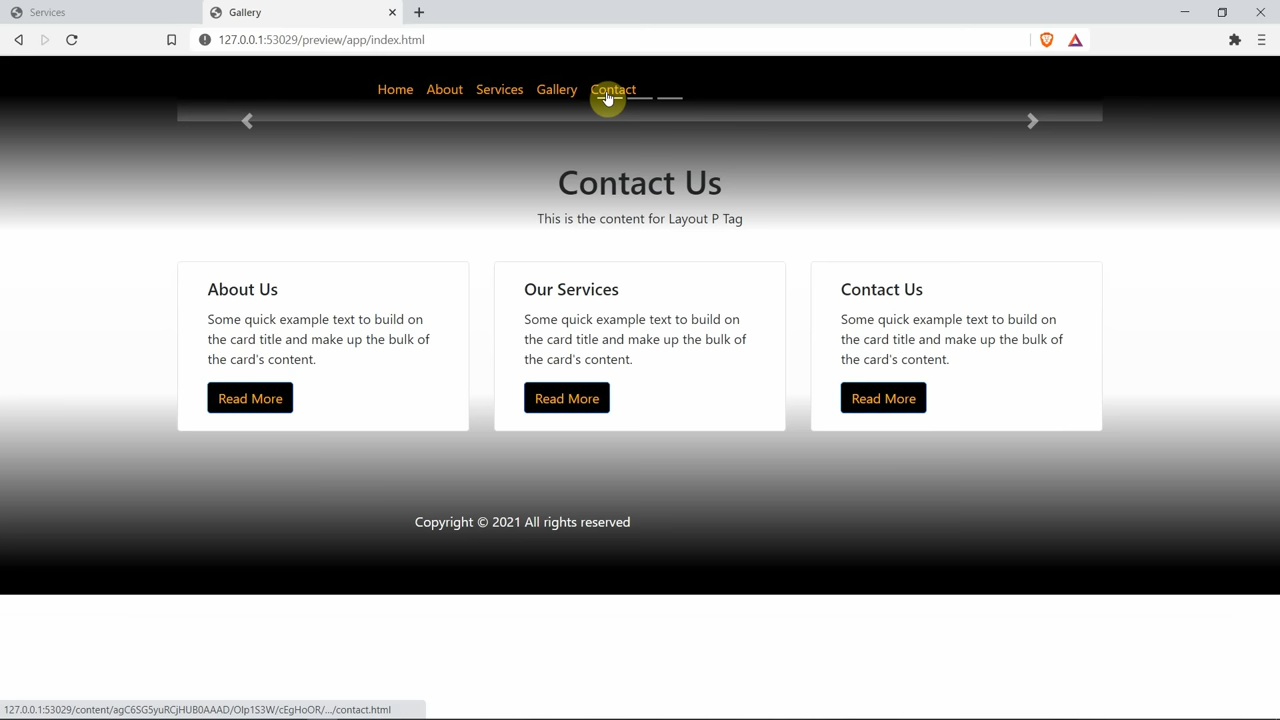 Services
Gallery
127.0.0.1:53029/preview/app/index.html
Home About Services Gallery Contact
Contact Us
This is the content for Layout P Tag
About Us
Some quick example text to build on
the card title and make up the bulk of
the card's content.
Read More
Our Services
Some quick example text to build on
the card title and make up the bulk of
the card's content.
Read More
Contact Us
Some quick example text to build on
the card title and make up the bulk of
the card's content.
Read More
Copyright © 2021 All rights reserved
127.0.0.1:53029/content/agC6SG5yuRCjHUB0AAAD/OIp1S3W/cEgHoOR/.../contact.html